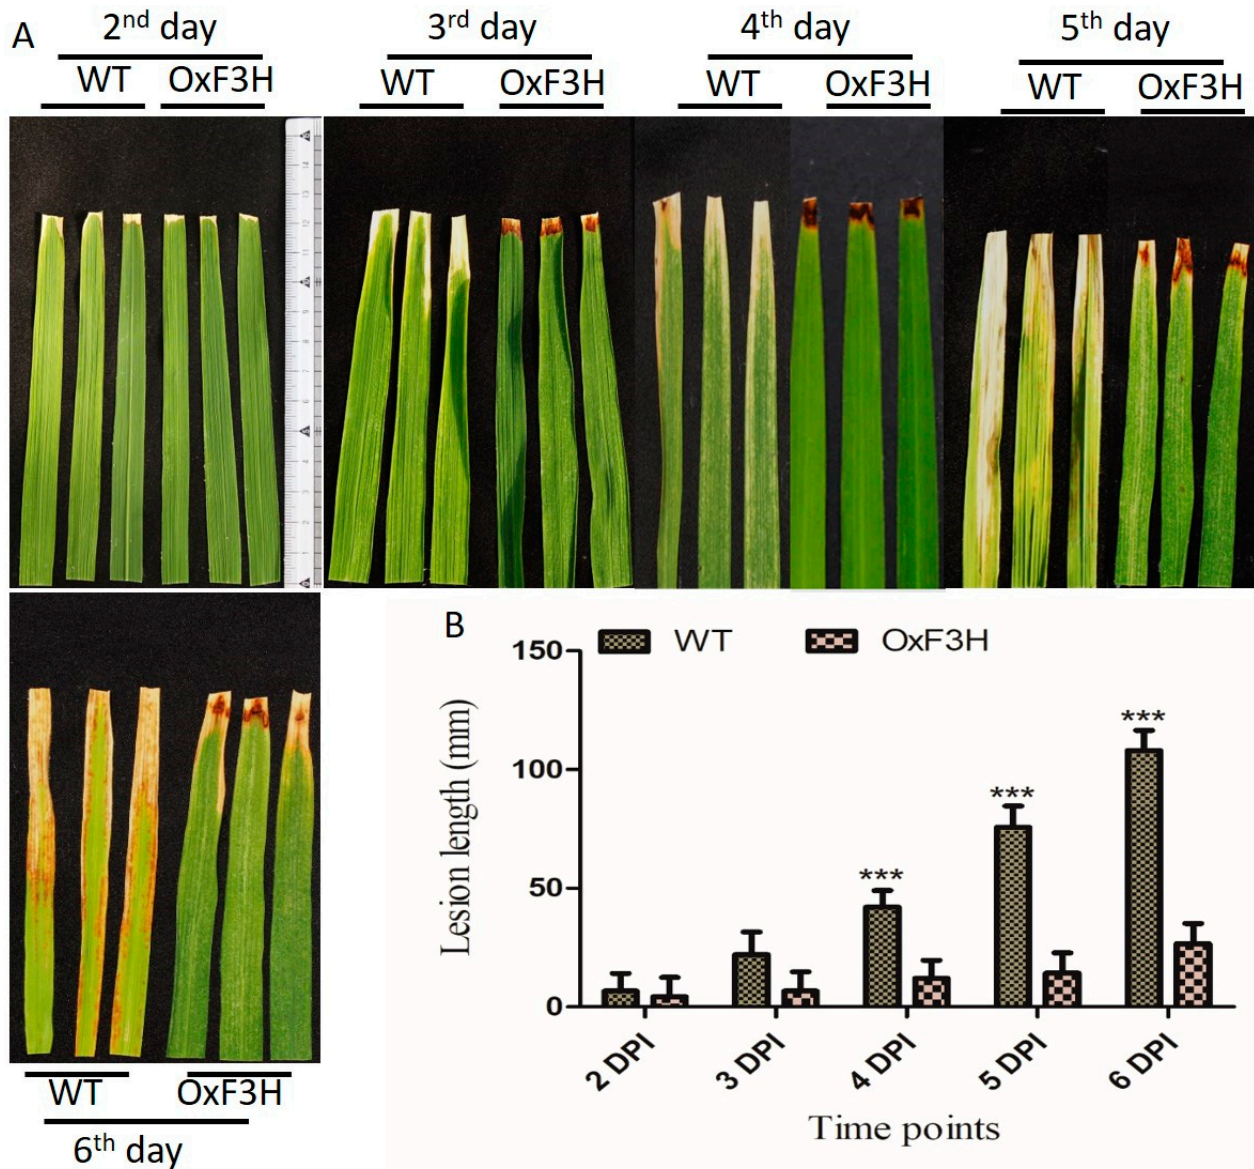 A
2nd day
3rd day
4th day
5th day
WT OxF3H
WT OxF3H
WT OxF3H
WT OxF3H
WT OxF3H
6th day
B
WT OxF3H
Lesion length (mm)
150
100
50
0
***
***
***
2 DPI
3 DPI
4 DPI
5 DPI
6 DPI
Time points